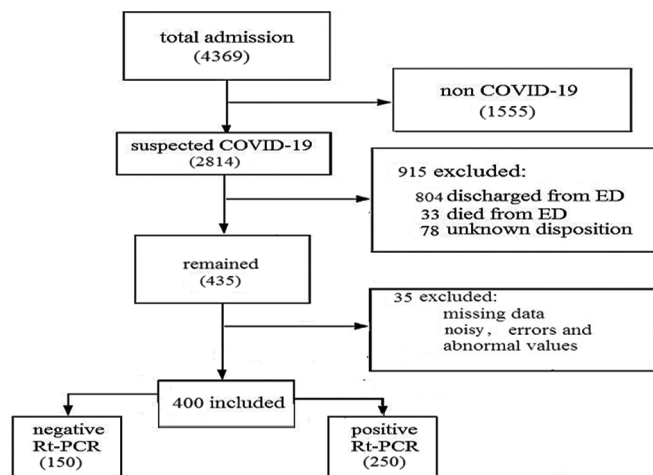 total admission
(4369)
non COVID-19
(1555)
suspected COVID-19
(2814)
915 excluded:
804 discharged from ED
33 died from ED
78 unknown disposition
remained
(435)
35 excluded:
missing data
noisy, errors and
abnormal values
400 included
negative
Rt-PCR
(150)
positive
Rt-PCR
(250)